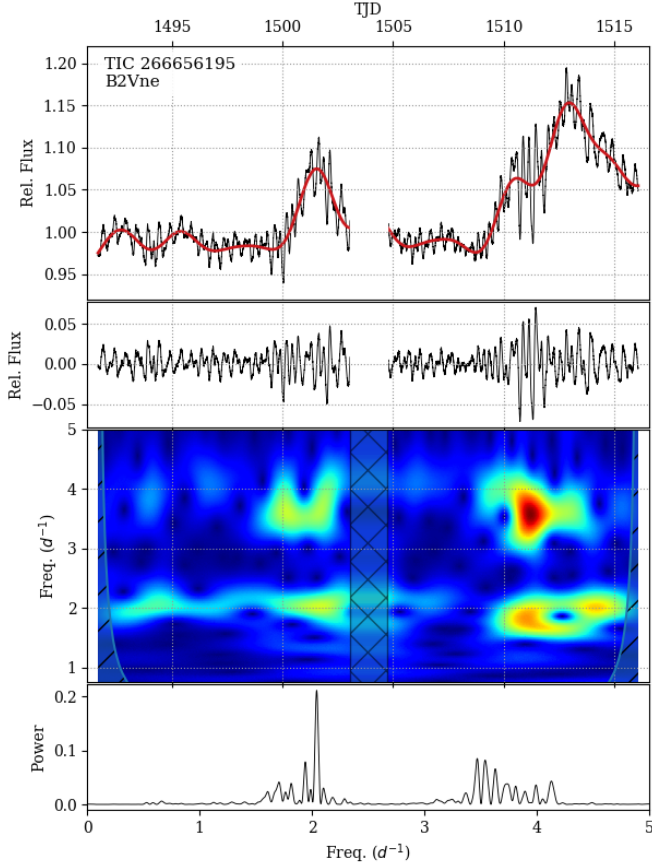 TJD
1495 1500 1505 1510 1515
TIC 266656195
B2Vne
1.20
1.15
1.10
1.05
1.00
0.95
Rel. Flux
0.05
0.00
−0.05
Rel. Flux
5
4
3
2
1
Freq. (d⁻¹)
0.2
0.1
0.0
Power
0 1 2 3 4 5
Freq. (d⁻¹)